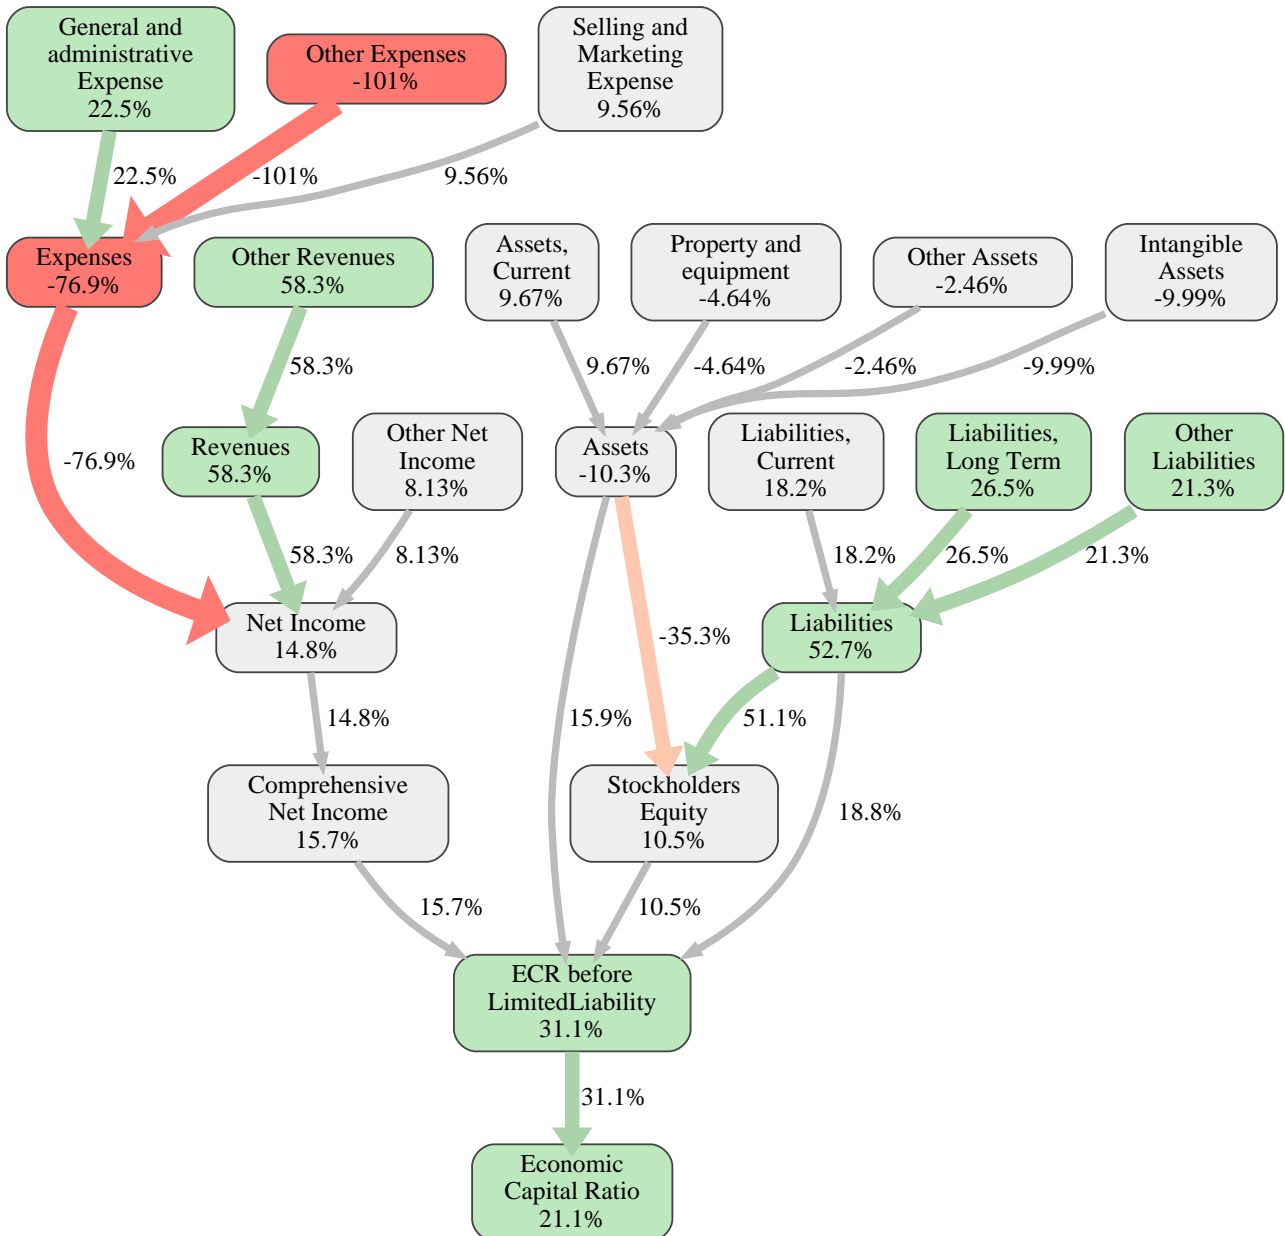 General and
administrative
Expense
22.5%
Other Expenses
-101%
Selling and
Marketing
Expense
9.56%
22.5%
-101%
9.56%
Expenses
-76.9%
Other Revenues
58.3%
Assets,
Current
9.67%
Property and
equipment
-4.64%
Other Assets
-2.46%
Intangible
Assets
-9.99%
58.3%
9.67%
-4.64%
-2.46%
-9.99%
-76.9%
Revenues
58.3%
Other Net
Income
8.13%
Assets
-10.3%
Liabilities,
Current
18.2%
Liabilities,
Long Term
26.5%
Other
Liabilities
21.3%
58.3%
8.13%
18.2%
26.5%
21.3%
Net Income
14.8%
-35.3%
Liabilities
52.7%
14.8%
15.9%
51.1%
Comprehensive
Net Income
15.7%
Stockholders
Equity
10.5%
18.8%
15.7%
10.5%
ECR before
LimitedLiability
31.1%
31.1%
Economic
Capital Ratio
21.1%